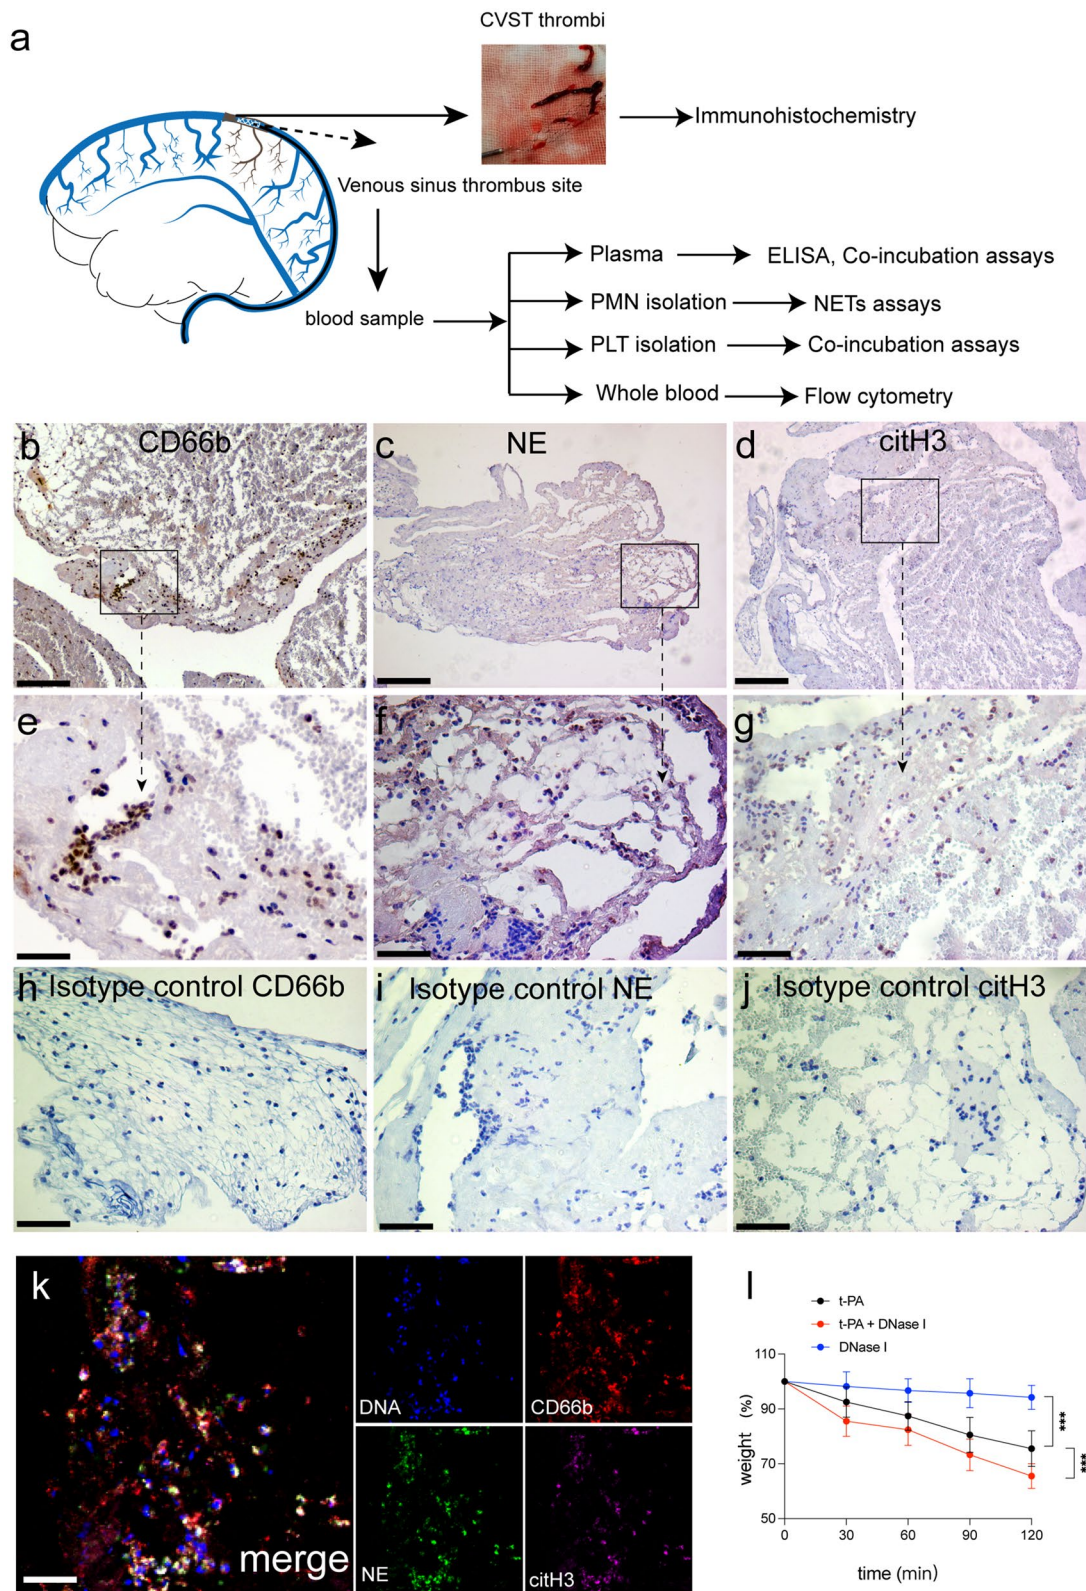 a
CVST thrombi
Immunohistochemistry
Venous sinus thrombus site
blood sample
Plasma
ELISA, Co-incubation assays
PMN isolation
NETs assays
PLT isolation
Co-incubation assays
Whole blood
Flow cytometry
b CD66b
c NE
d citH3
e
f
g
h Isotype control CD66b
i Isotype control NE
j Isotype control citH3
k
merge
DNA
CD66b
NE
citH3
l
t-PA
t-PA + DNase I
DNase I
110
90
70
50
weight (%)
0 30 60 90 120
time (min)
***
***